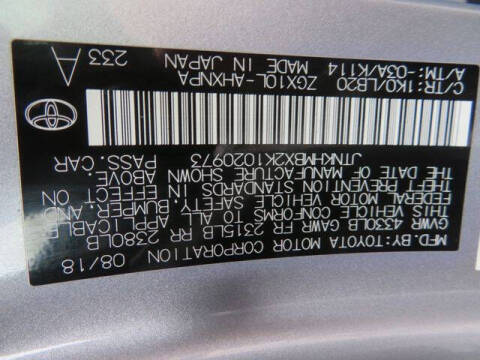 MFD.BY:TOYOTA MOTOR CORPORATION 08/18
GVWR 4330LB GAWR FR 2315LB RR 2580LB
THIS VEHICLE CONFORMS TO ALL APPLICABLE
FEDERAL MOTOR VEHICLE SAFETY, BUMPER, AND
THEFT PREVENTION STANDARDS IN EFFECT ON
THE DATE OF MANUFACTURE SHOWN ABOVE.
JTNKHMBX2K1020973 PASS.CAR
C/TR:1K0/LB20 ZGX10L-AHXNPA 233
A/TM:-03A/K114 MADE IN JAPAN A